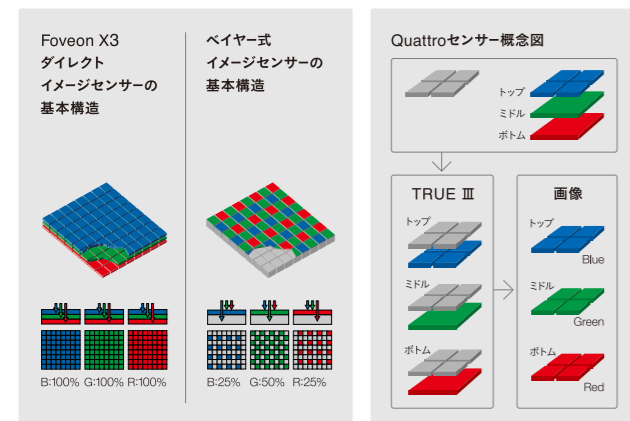 Foveon X3
ダイレクト
イメージセンサーの
基本構造
B:100% G:100% R:100%
ベイヤー式
イメージセンサーの
基本構造
B:25% G:50% R:25%
Quattroセンサー概念図
トップ
ミドル
ボトム
TRUE Ⅲ
トップ
ミドル
ボトム
画像
トップ
Blue
ミドル
Green
ボトム
Red